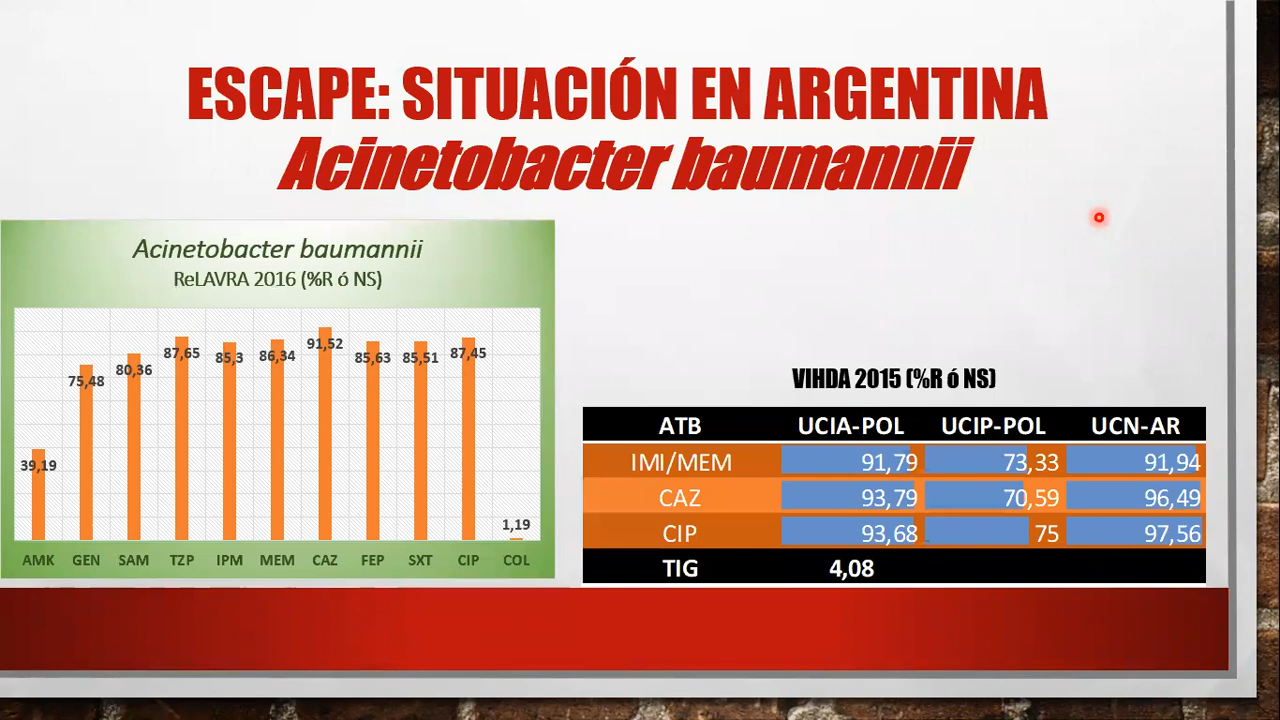 ESCAPE: SITUACIÓN EN ARGENTINA
Acinetobacter baumannii
Acinetobacter baumannii
ReLAVRA 2016 (%R ó NS)
39,19 75,48 80,36 87,65 85,3 86,34 91,52 85,63 85,51 87,45 1,19
AMK GEN SAM TZP IPM MEM CAZ FEP SXT CIP COL
VIHDA 2015 (%R ó NS)
ATB UCIA-POL UCIP-POL UCN-AR
IMI/MEM 91,79 73,33 91,94
CAZ 93,79 70,59 96,49
CIP 93,68 75 97,56
TIG 4,08